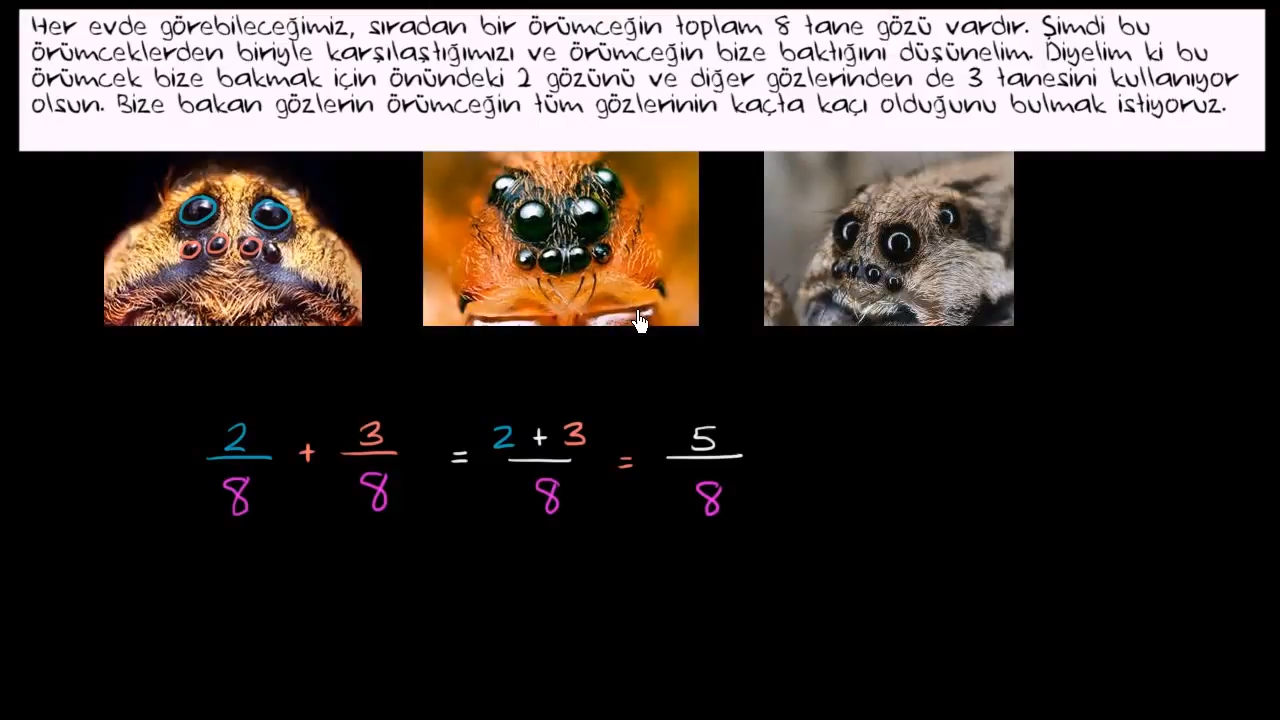 Her evde görebileceğimiz, sıradan bir örümceğin toplam 8 tane gözü vardır. Şimdi bu
örümceklerden biriyle karşılaştığımızı ve örümceğin bize baktığını düşünelim. Diyelim ki bu
örümcek bize bakmak için önündeki 2 gözünü ve diğer gözlerinden de 3 tanesini kullanıyor
olsun. Bize bakan gözlerin örümceğin tüm gözlerinin kaçta kaçı olduğunu bulmak istiyoruz.
2/8 + 3/8 = 2 + 3/8 = 5/8